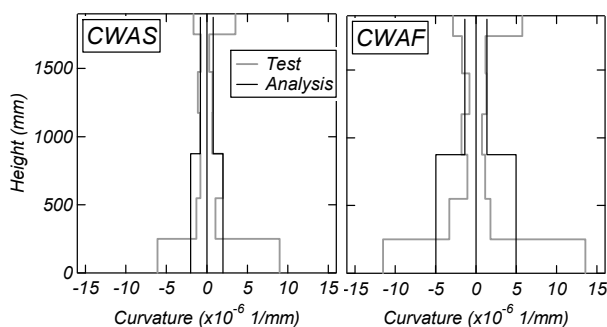 CWAS
CWAF
Test
Analysis
Height (mm)
1500
1000
500
0
-15 -10 -5 0 5 10 15
-15 -10 -5 0 5 10 15
Curvature (x10⁻⁶ 1/mm)
Curvature (x10⁻⁶ 1/mm)